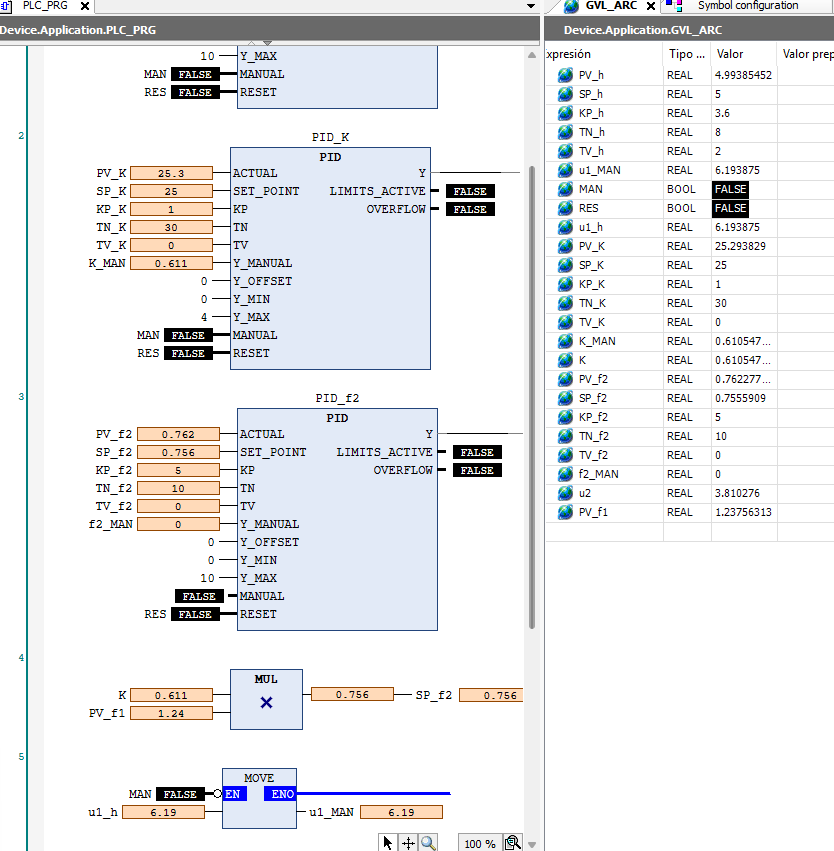 PLC_PRG
Device.Application.PLC_PRG
10 Y_MAX
MAN FALSE MANUAL
RES FALSE RESET
2
PID_K
PID
PV_K 25.3 ACTUAL Y
SP_K 25 SET_POINT LIMITS_ACTIVE FALSE
KP_K 1 KP OVERFLOW FALSE
TN_K 30 TN
TV_K 0 TV
K_MAN 0.611 Y_MANUAL
0 Y_OFFSET
0 Y_MIN
4 Y_MAX
MAN FALSE MANUAL
RES FALSE RESET
3
PID_f2
PID
PV_f2 0.762 ACTUAL Y
SP_f2 0.756 SET_POINT LIMITS_ACTIVE FALSE
KP_f2 5 KP OVERFLOW FALSE
TN_f2 10 TN
TV_f2 0 TV
f2_MAN 0 Y_MANUAL
0 Y_OFFSET
0 Y_MIN
10 Y_MAX
FALSE MANUAL
RES FALSE RESET
4
MUL
K 0.611 0.756 SP_f2 0.756
PV_f1 1.24
5
MOVE
MAN FALSE EN ENO
u1_h 6.19 u1_MAN 6.19
100 %
GVL_ARC Symbol configuration
Device.Application.GVL_ARC
xpresión Tipo ... Valor Valor prep
PV_h REAL 4.99385452
SP_h REAL 5
KP_h REAL 3.6
TN_h REAL 8
TV_h REAL 2
u1_MAN REAL 6.193875
MAN BOOL FALSE
RES BOOL FALSE
u1_h REAL 6.193875
PV_K REAL 25.293829
SP_K REAL 25
KP_K REAL 1
TN_K REAL 30
TV_K REAL 0
K_MAN REAL 0.610547...
K REAL 0.610547...
PV_f2 REAL 0.762277...
SP_f2 REAL 0.7555909
KP_f2 REAL 5
TN_f2 REAL 10
TV_f2 REAL 0
f2_MAN REAL 0
u2 REAL 3.810276
PV_f1 REAL 1.23756313